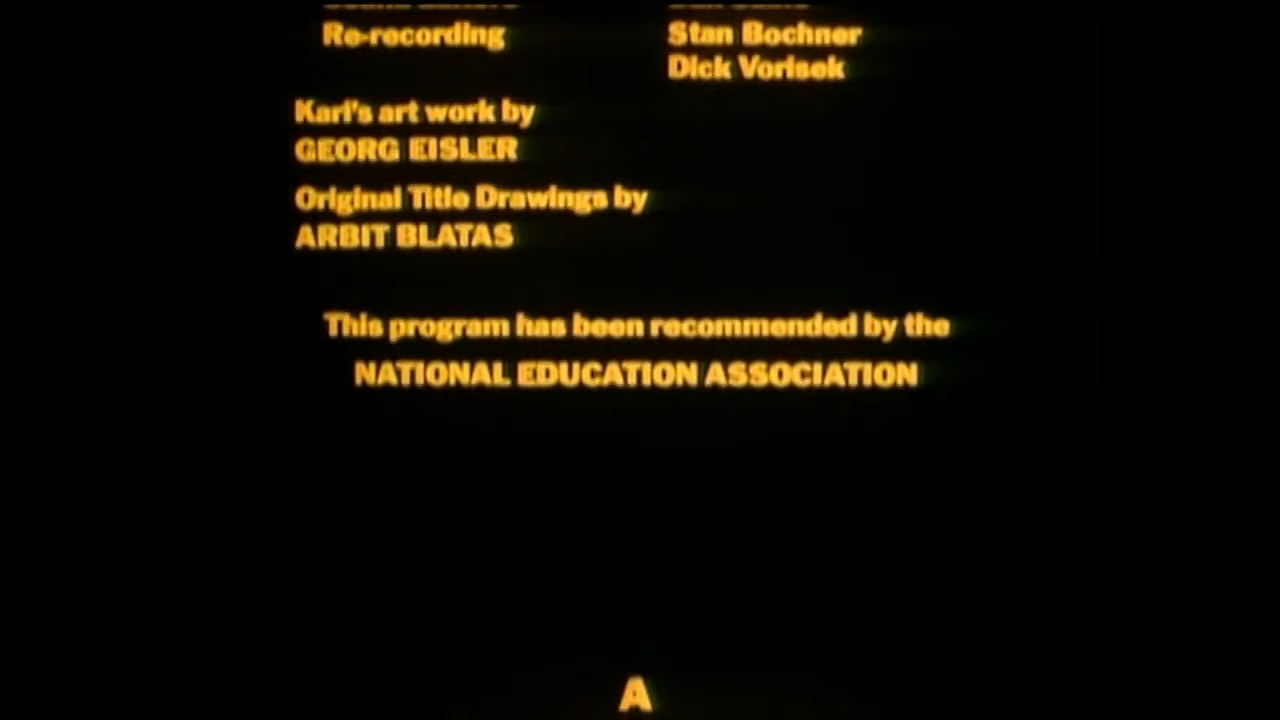 Re-recording
Stan Bochner
Dick Vorisek
Karl's art work by
GEORG EISLER
Original Title Drawings by
ARBIT BLATAS
This program has been recommended by the
NATIONAL EDUCATION ASSOCIATION
A